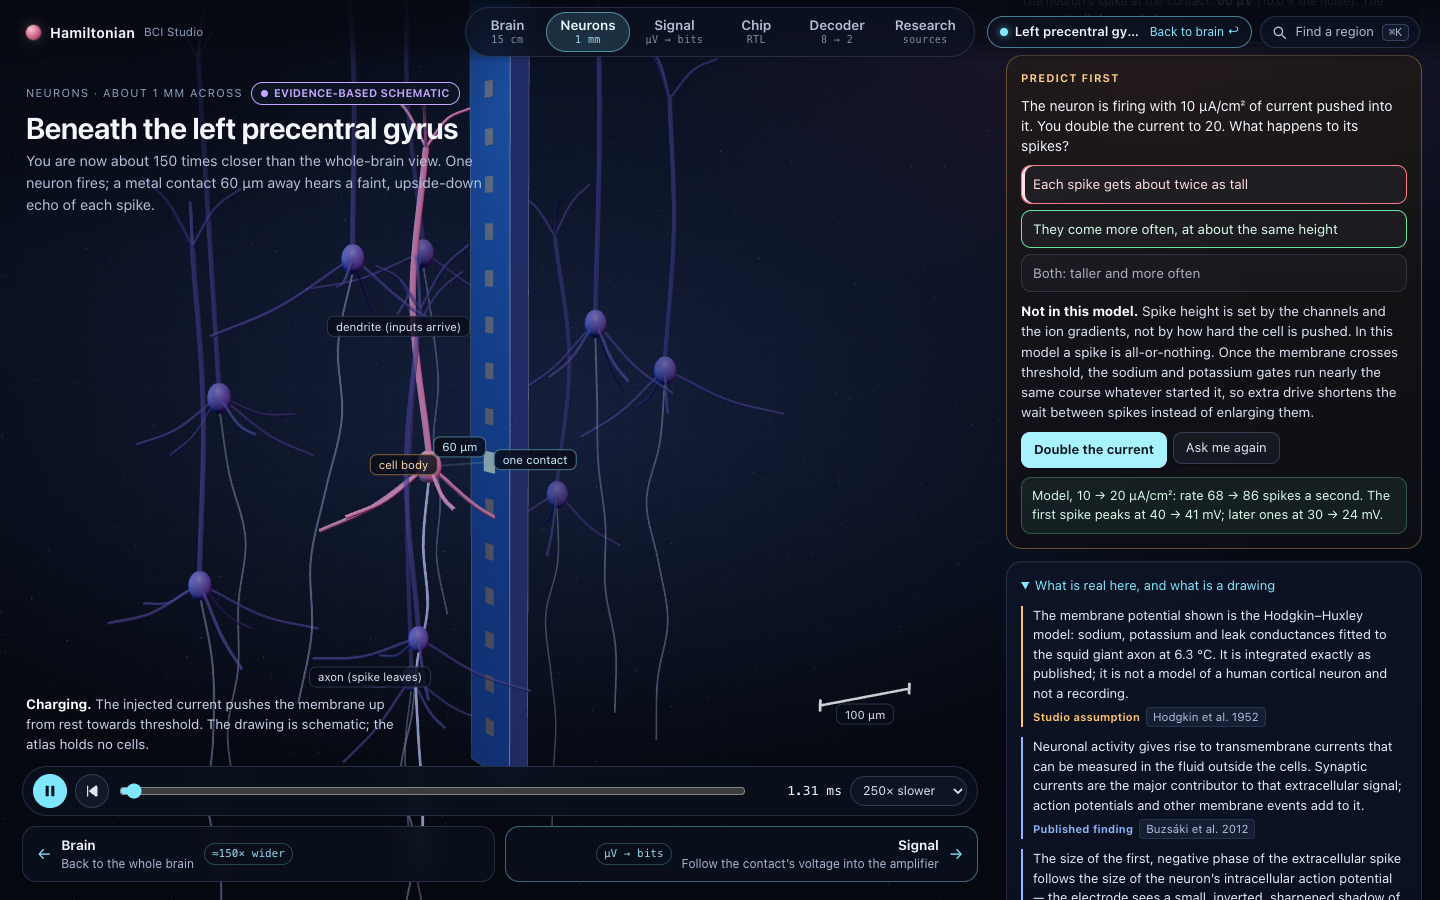 Hamiltonian BCI Studio
Brain
15 cm
Neurons
1 mm
Signal
µV → bits
Chip
RTL
Decoder
8 → 2
Research
sources
Left precentral gy... Back to brain ↩
Find a region ⌘K
NEURONS · ABOUT 1 MM ACROSS
EVIDENCE-BASED SCHEMATIC
Beneath the left precentral gyrus
You are now about 150 times closer than the whole-brain view. One
neuron fires; a metal contact 60 µm away hears a faint, upside-down
echo of each spike.
dendrite (inputs arrive)
60 µm
cell body
one contact
axon (spike leaves)
100 µm
Charging. The injected current pushes the membrane up
from rest towards threshold. The drawing is schematic; the
atlas holds no cells.
1.31 ms
250× slower
← Brain
Back to the whole brain
≈150× wider
µV → bits
Signal →
Follow the contact's voltage into the amplifier
PREDICT FIRST
The neuron is firing with 10 µA/cm² of current pushed into
it. You double the current to 20. What happens to its
spikes?
Each spike gets about twice as tall
They come more often, at about the same height
Both: taller and more often
Not in this model. Spike height is set by the channels and
the ion gradients, not by how hard the cell is pushed. In this
model a spike is all-or-nothing. Once the membrane crosses
threshold, the sodium and potassium gates run nearly the
same course whatever started it, so extra drive shortens the
wait between spikes instead of enlarging them.
Double the current
Ask me again
Model, 10 → 20 µA/cm²: rate 68 → 86 spikes a second. The
first spike peaks at 40 → 41 mV; later ones at 30 → 24 mV.
▼ What is real here, and what is a drawing
The membrane potential shown is the Hodgkin–Huxley
model: sodium, potassium and leak conductances fitted to
the squid giant axon at 6.3 °C. It is integrated exactly as
published; it is not a model of a human cortical neuron and
not a recording.
Studio assumption Hodgkin et al. 1952
Neuronal activity gives rise to transmembrane currents that
can be measured in the fluid outside the cells. Synaptic
currents are the major contributor to that extracellular signal;
action potentials and other membrane events add to it.
Published finding Buzsáki et al. 2012
The size of the first, negative phase of the extracellular spike
follows the size of the neuron's intracellular action potential
— the electrode sees a small, inverted, sharpened shadow of